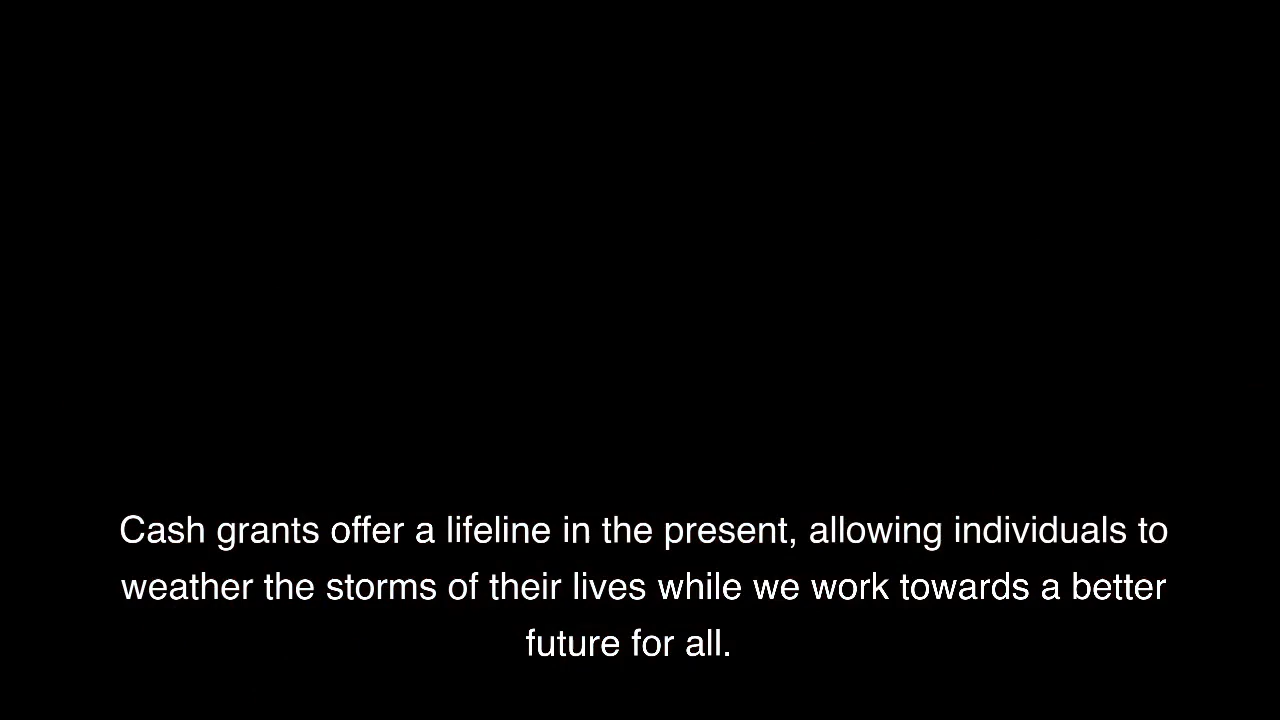 Cash grants offer a lifeline in the present, allowing individuals to
weather the storms of their lives while we work towards a better
future for all.